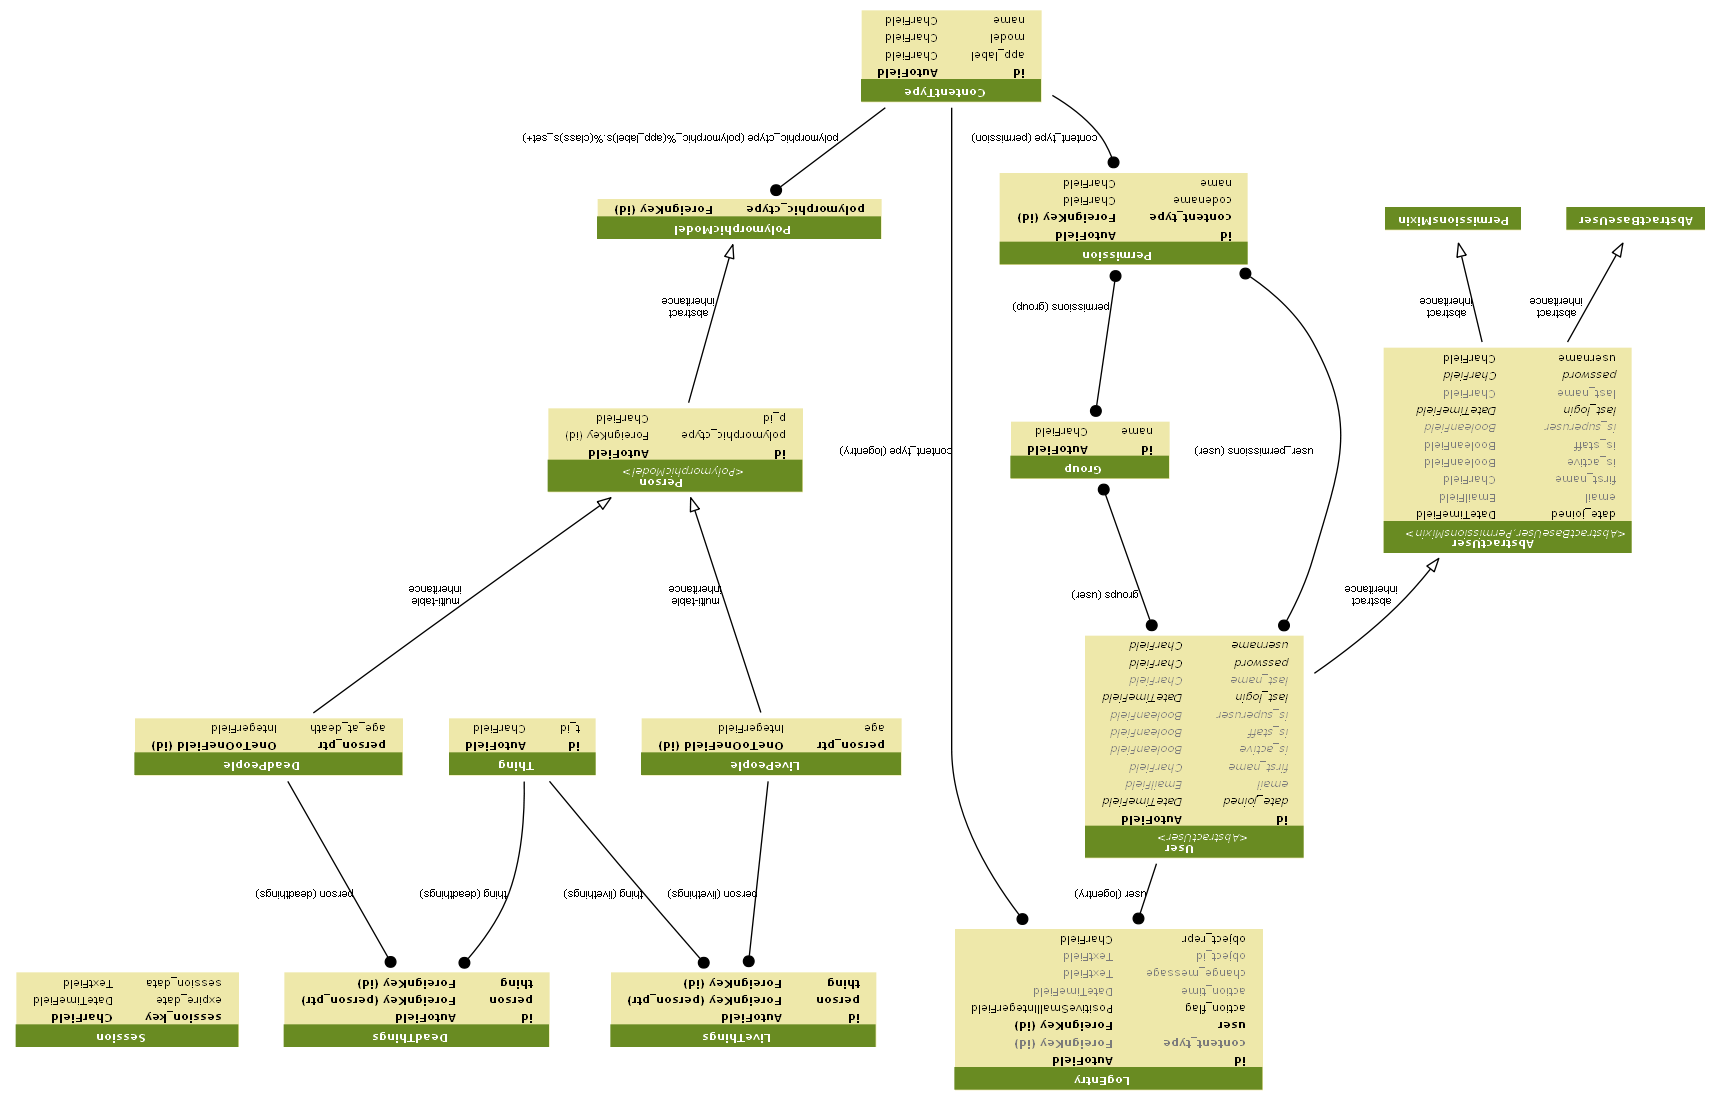 LogEntry
id AutoField
content_type ForeignKey (id)
user ForeignKey (id)
action_flag PositiveSmallIntegerField
action_time DateTimeField
change_message TextField
object_id TextField
object_repr CharField
LiveThings
id AutoField
person ForeignKey (person_ptr)
thing ForeignKey (id)
DeadThings
id AutoField
person ForeignKey (person_ptr)
thing ForeignKey (id)
Session
session_key CharField
expire_date DateTimeField
session_data TextField
user (logentry)
person (livethings)
thing (livethings)
thing (deadthings)
person (deadthings)
User
<AbstractUser>
id AutoField
date_joined DateTimeField
email EmailField
first_name CharField
is_active BooleanField
is_staff BooleanField
is_superuser BooleanField
last_login DateTimeField
last_name CharField
password CharField
username CharField
LivePeople
person_ptr OneToOneField (id)
age IntegerField
Thing
id AutoField
t_id CharField
DeadPeople
person_ptr OneToOneField (id)
age_at_death IntegerField
abstract
inheritance
groups (user)
multi-table
inheritance
multi-table
inheritance
AbstractUser
<AbstractBaseUser,PermissionsMixin>
date_joined DateTimeField
email EmailField
first_name CharField
is_active BooleanField
is_staff BooleanField
is_superuser BooleanField
last_login DateTimeField
last_name CharField
password CharField
username CharField
user_permissions (user)
Group
id AutoField
name CharField
content_type (logentry)
Person
<PolymorphicModel>
id AutoField
polymorphic_ctype ForeignKey (id)
p_id CharField
abstract
inheritance
abstract
inheritance
permissions (group)
abstract
inheritance
AbstractBaseUser
PermissionsMixin
Permission
id AutoField
content_type ForeignKey (id)
codename CharField
name CharField
PolymorphicModel
polymorphic_ctype ForeignKey (id)
content_type (permission)
polymorphic_ctype (polymorphic_%(app_label)s.%(class)s_set+)
ContentType
id AutoField
app_label CharField
model CharField
name CharField